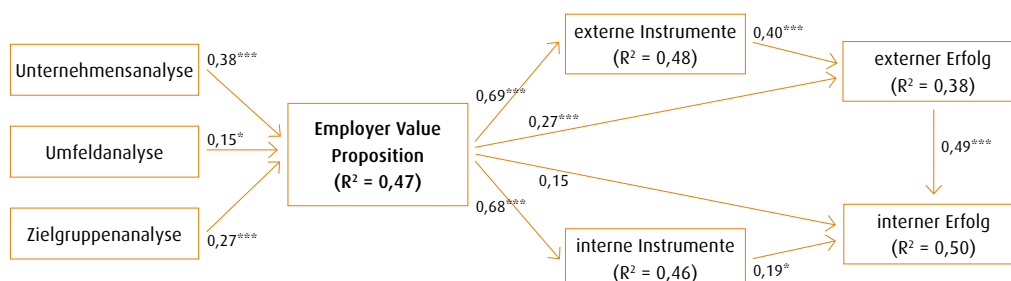 Unternehmensanalyse
0,38***
Umfeldanalyse
0,15*
Zielgruppenanalyse
0,27***
Employer Value
Proposition
(R² = 0,47)
0,69***
0,27***
0,15
0,68***
externe Instrumente
(R² = 0,48)
0,40***
interne Instrumente
(R² = 0,46)
0,19*
externer Erfolg
(R² = 0,38)
0,49***
interner Erfolg
(R² = 0,50)